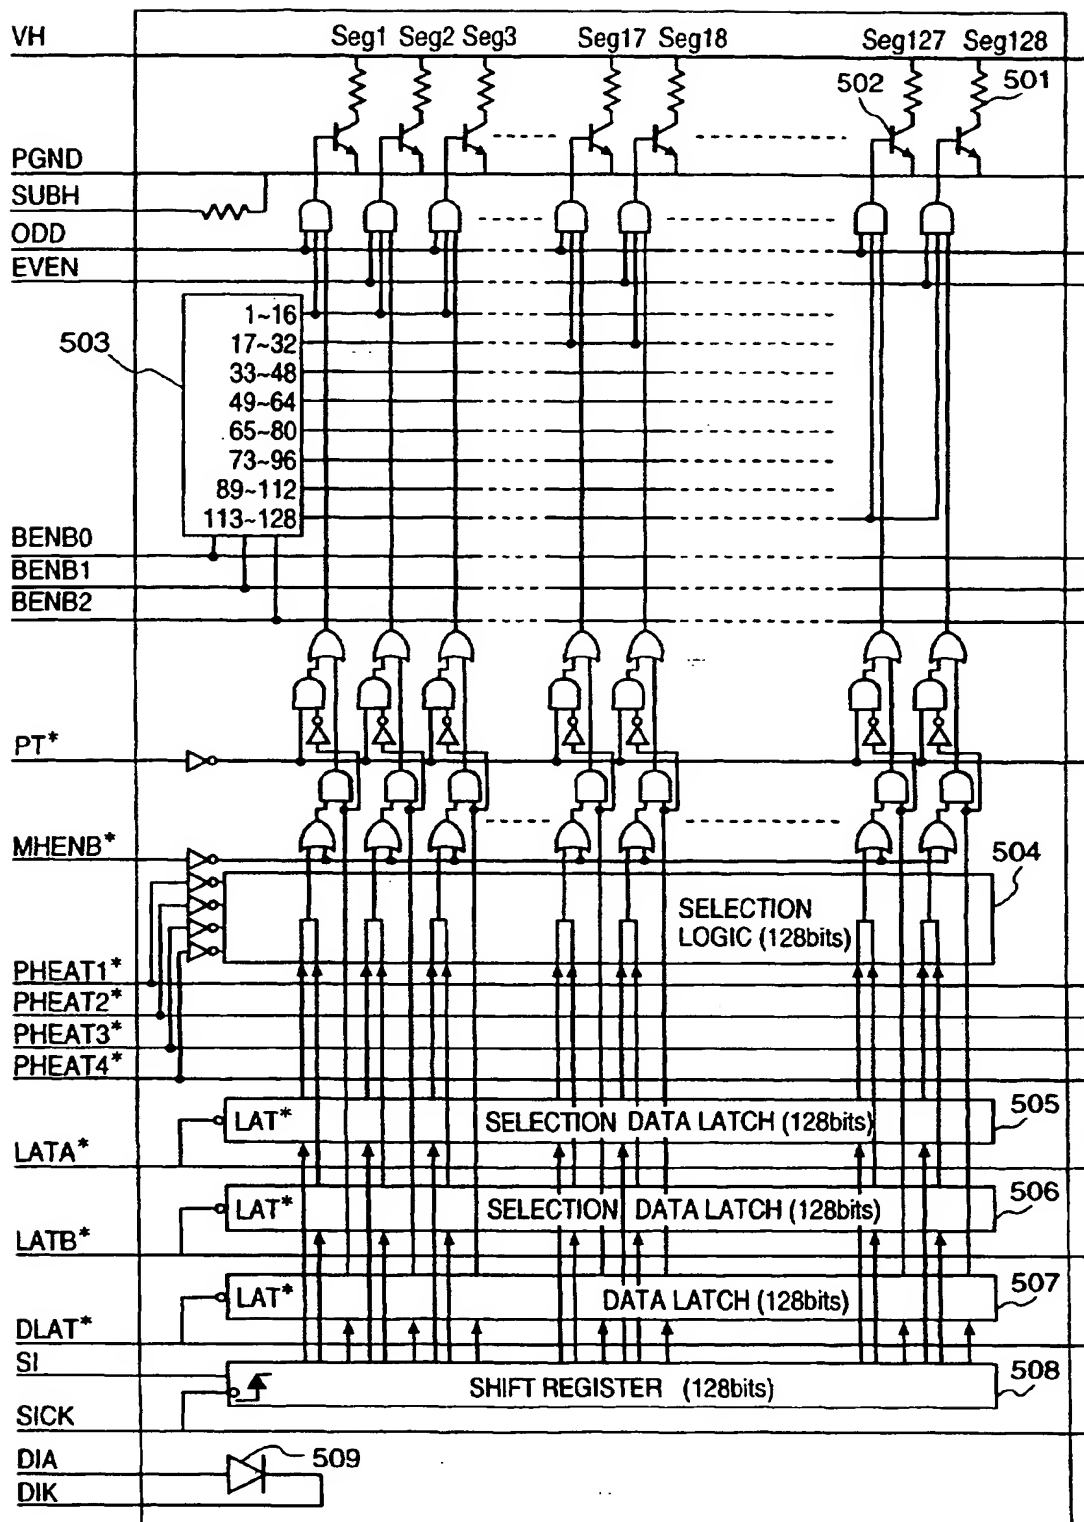 VH Seg1 Seg2 Seg3 Seg17 Seg18 Seg127 Seg128
502 501
PGND
SUBH
ODD
EVEN
503
1~16
17~32
33~48
49~64
65~80
73~96
89~112
113~128
BENB0
BENB1
BENB2
PT*
MHENB*
504
SELECTION
LOGIC (128bits)
PHEAT1*
PHEAT2*
PHEAT3*
PHEAT4*
LAT* SELECTION DATA LATCH (128bits) 505
LATA*
LAT* SELECTION DATA LATCH (128bits) 506
LATB*
LAT* DATA LATCH (128bits) 507
DLAT*
SI
SHIFT REGISTER (128bits) 508
SICK
DIA 509
DIK